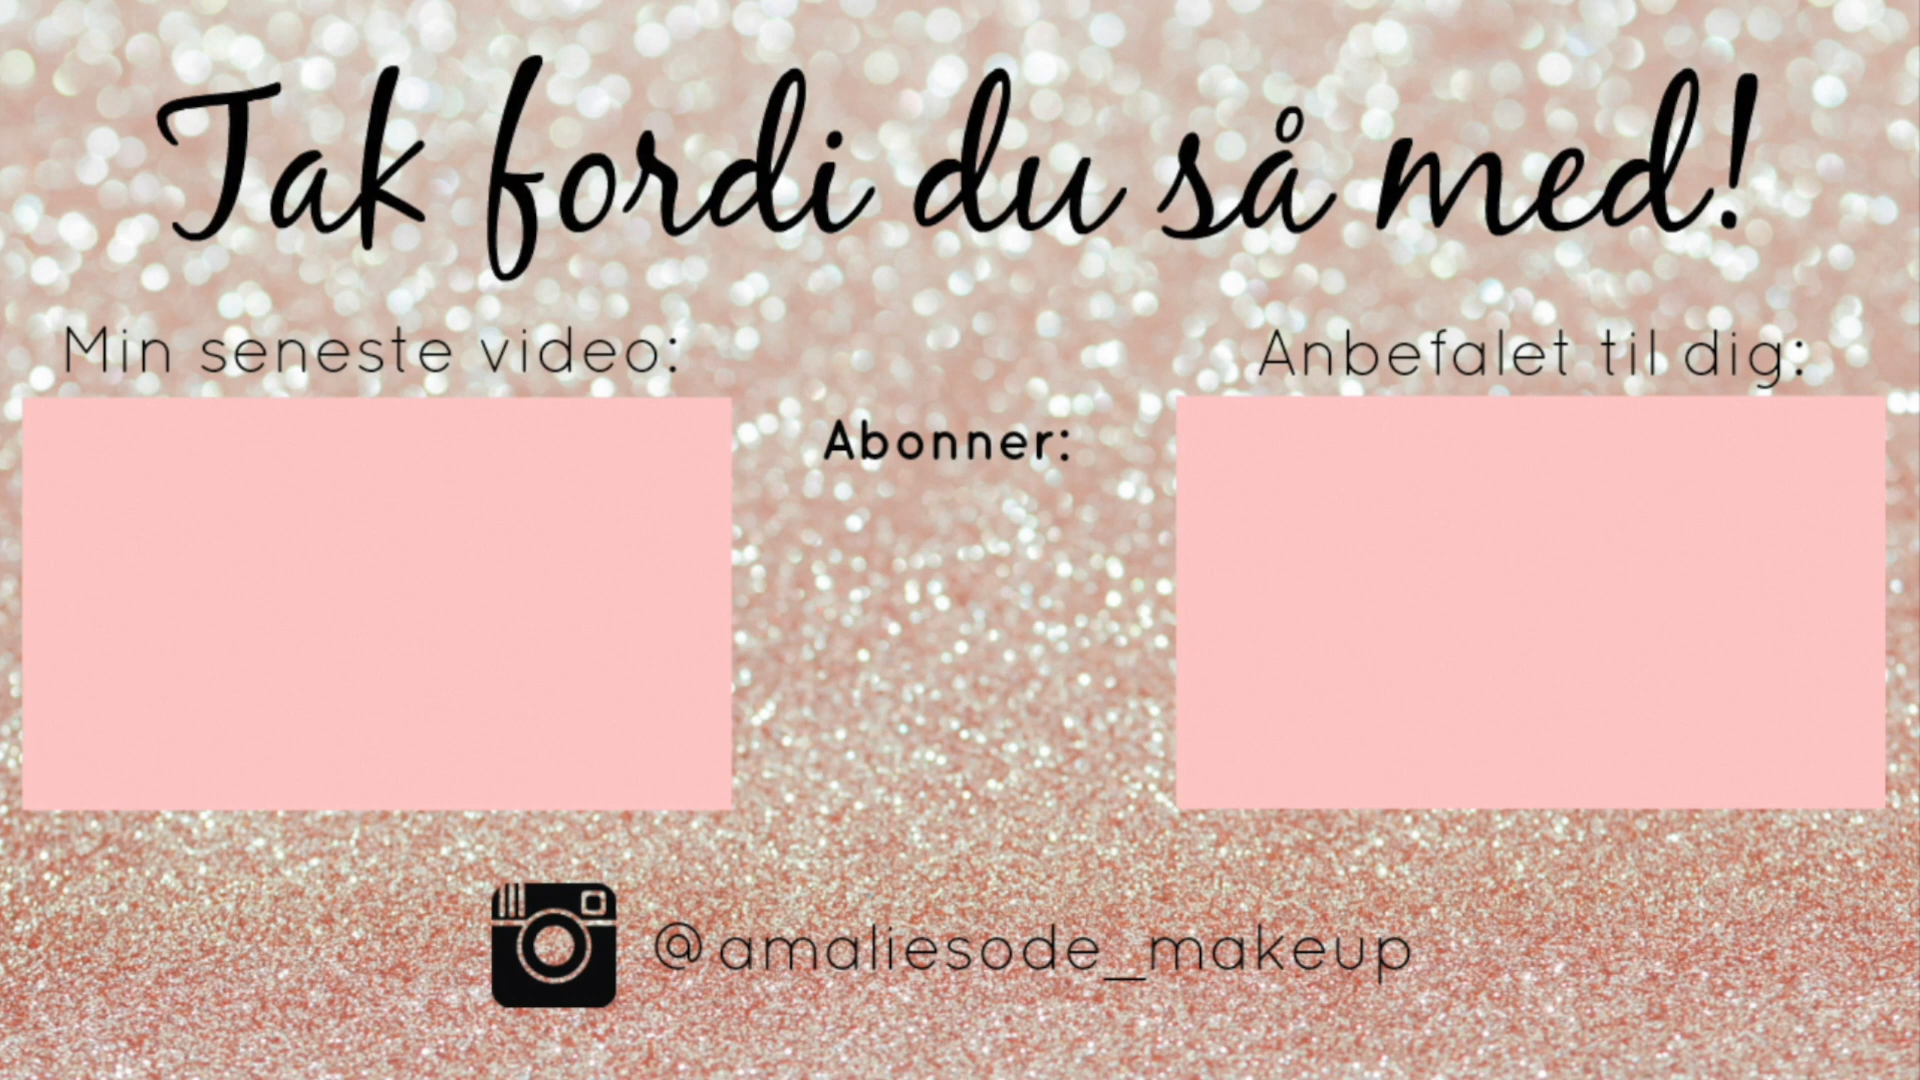 Tak fordi du så med!
Min seneste video:
Anbefalet til dig:
Abonner:
@amaliesode_makeup